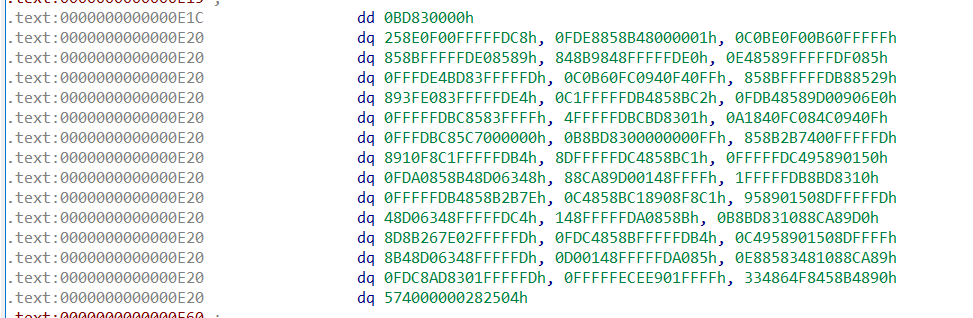 .text:0000000000000E19 ;
.text:0000000000000E1C dd 0BD830000h
.text:0000000000000E20 dq 258E0F00FFFFFDC8h, 0FDE8858B48000001h, 0C0BE0F00B60FFFFFh
.text:0000000000000E20 dq 858BFFFFFDE08589h, 848B9848FFFFFDE0h, 0E48589FFFFFDF085h
.text:0000000000000E20 dq 0FFFDE4BD83FFFFFDh, 0C0B60FC0940F40FFh, 858BFFFFFDB88529h
.text:0000000000000E20 dq 893FE083FFFFFDE4h, 0C1FFFFFDB4858BC2h, 0FDB48589D00906E0h
.text:0000000000000E20 dq 0FFFFFDBC8583FFFFh, 4FFFFFDBCBD8301h, 0A1840FC084C0940Fh
.text:0000000000000E20 dq 0FFFDBC85C7000000h, 0B8BD8300000000FFh, 858B2B7400FFFFFDh
.text:0000000000000E20 dq 8910F8C1FFFFFDB4h, 8DFFFFFDC4858BC1h, 0FFFFFDC495890150h
.text:0000000000000E20 dq 0FDA0858B48D06348h, 88CA89D00148FFFFh, 1FFFFFDB8BD8310h
.text:0000000000000E20 dq 0FFFFFDB4858B2B7Eh, 0C4858BC18908F8C1h, 958901508DFFFFFDh
.text:0000000000000E20 dq 48D06348FFFFFDC4h, 148FFFFFDA0858Bh, 0B8BD831088CA89D0h
.text:0000000000000E20 dq 8D8B267E02FFFFFDh, 0FDC4858BFFFFFDB4h, 0C4958901508DFFFFh
.text:0000000000000E20 dq 8B48D06348FFFFFDh, 0D00148FFFFFDA085h, 0E88583481088CA89h
.text:0000000000000E20 dq 0FDC8AD8301FFFFFDh, 0FFFFFECEE901FFFFh, 334864F8458B4890h
.text:0000000000000E20 dq 574000000282504h